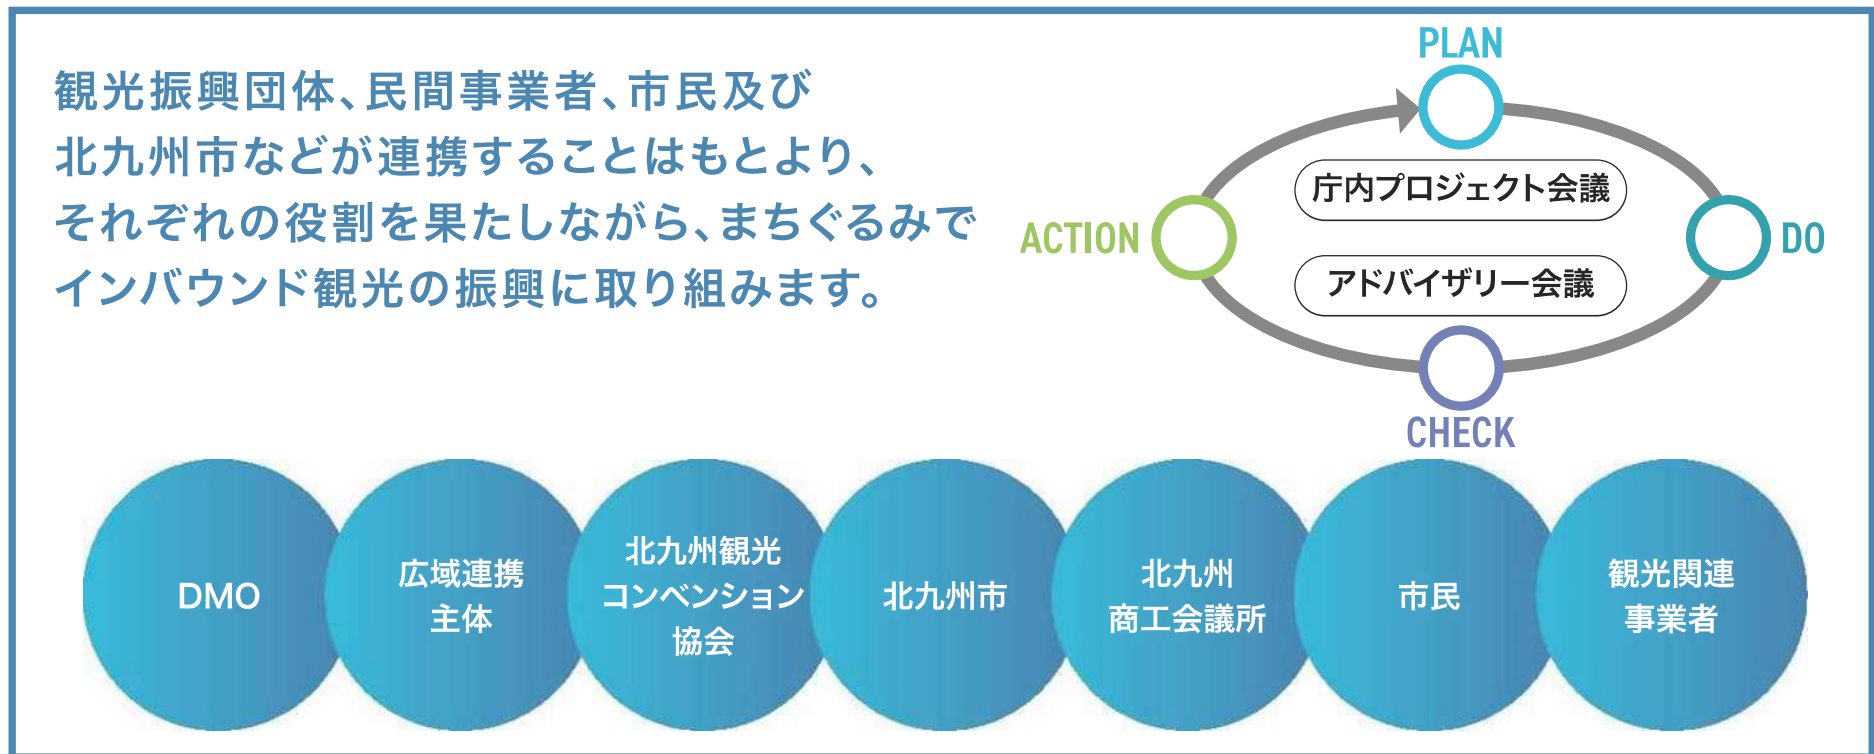 観光振興団体、民間事業者、市民及び
北九州市などが連携することはもとより、
それぞれの役割を果たしながら、まちぐるみで
インバウンド観光の振興に取り組みます。
PLAN
庁内プロジェクト会議
ACTION
DO
アドバイザリー会議
CHECK
DMO
広域連携
主体
北九州観光
コンベンション
協会
北九州市
北九州
商工会議所
市民
観光関連
事業者